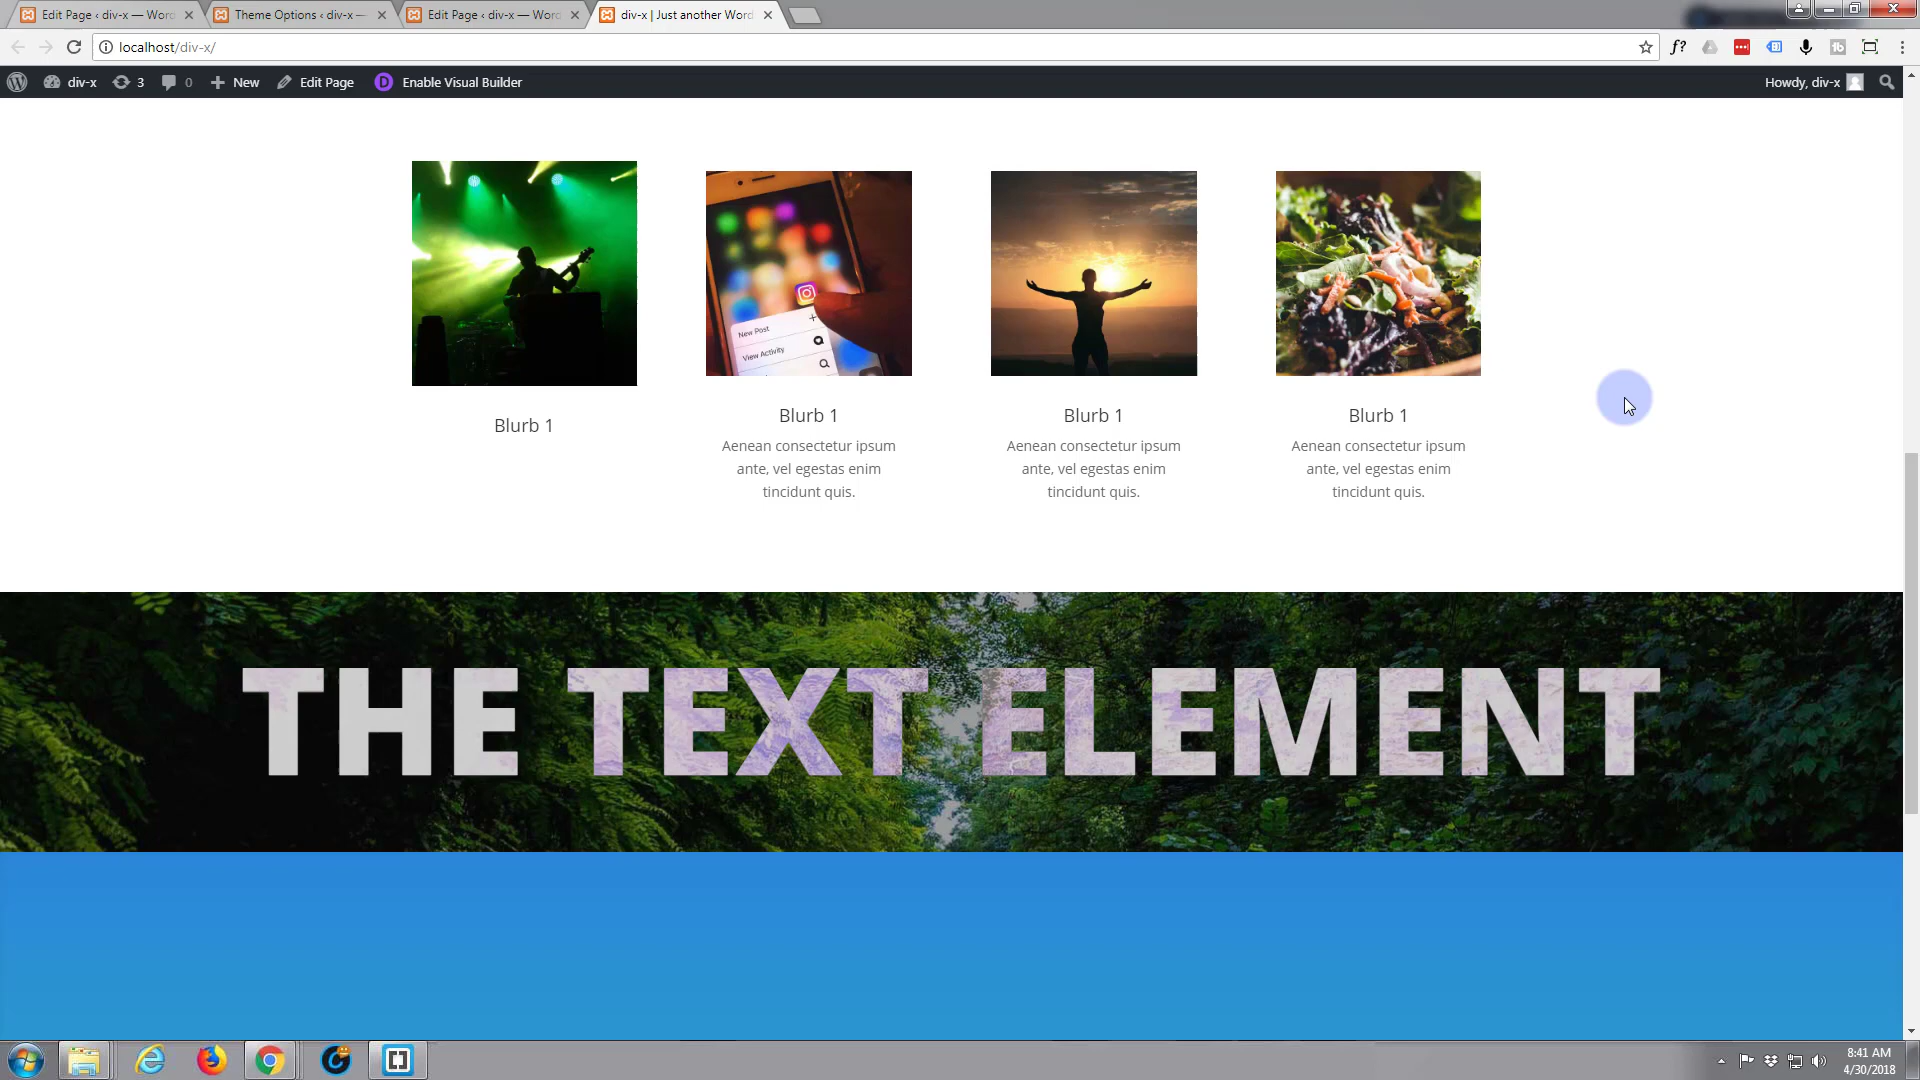 Edit Page ‹ div-x — Word
Theme Options ‹ div-x —
Edit Page ‹ div-x — Word
div-x | Just another Word
localhost/div-x/
f?
div-x
3
0
New
Edit Page
D
Enable Visual Builder
Howdy, div-x
New Post
View Activity
Blurb 1
Blurb 1
Aenean consectetur ipsum
ante, vel egestas enim
tincidunt quis.
Blurb 1
Aenean consectetur ipsum
ante, vel egestas enim
tincidunt quis.
Blurb 1
Aenean consectetur ipsum
ante, vel egestas enim
tincidunt quis.
THE TEXT ELEMENT
8:41 AM
4/30/2018